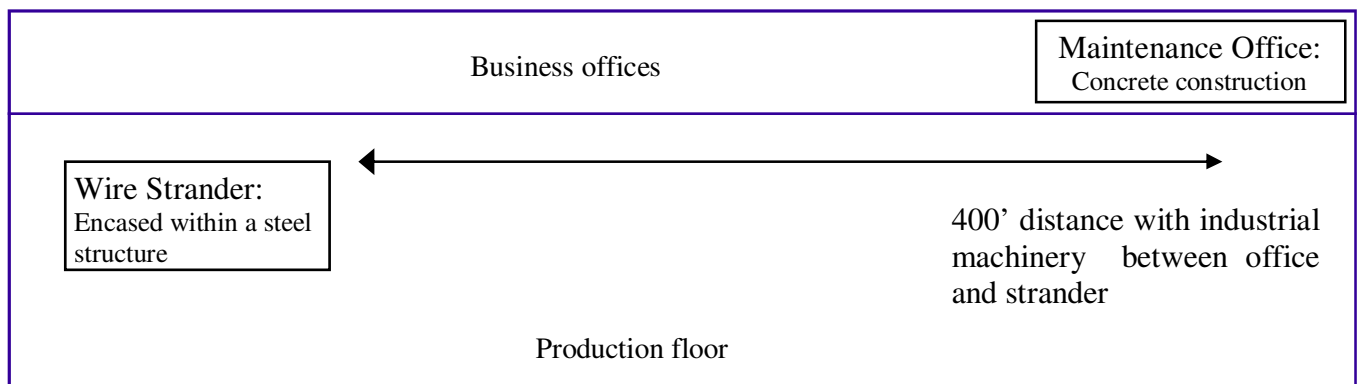 Business offices
Maintenance Office:
Concrete construction
Wire Strander:
Encased within a steel
structure
400’ distance with industrial
machinery between office
and strander
Production floor